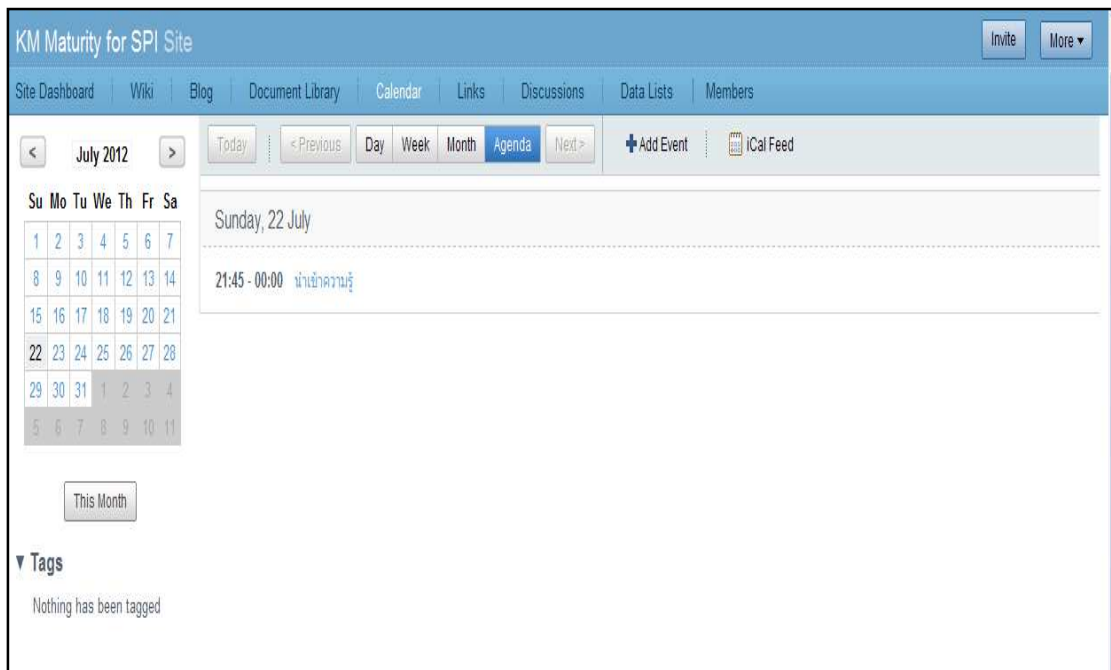 KM Maturity for SPI Site
Invite
More ▾
Site Dashboard Wiki Blog Document Library Calendar Links Discussions Data Lists Members
< July 2012 >
Today < Previous Day Week Month Agenda Next > Add Event iCal Feed
Su Mo Tu We Th Fr Sa
1 2 3 4 5 6 7
8 9 10 11 12 13 14
15 16 17 18 19 20 21
22 23 24 25 26 27 28
29 30 31 1 2 3 4
5 6 7 8 9 10 11
This Month
▼ Tags
Nothing has been tagged
Sunday, 22 July
21:45 - 00:00 นำเข้าความรู้